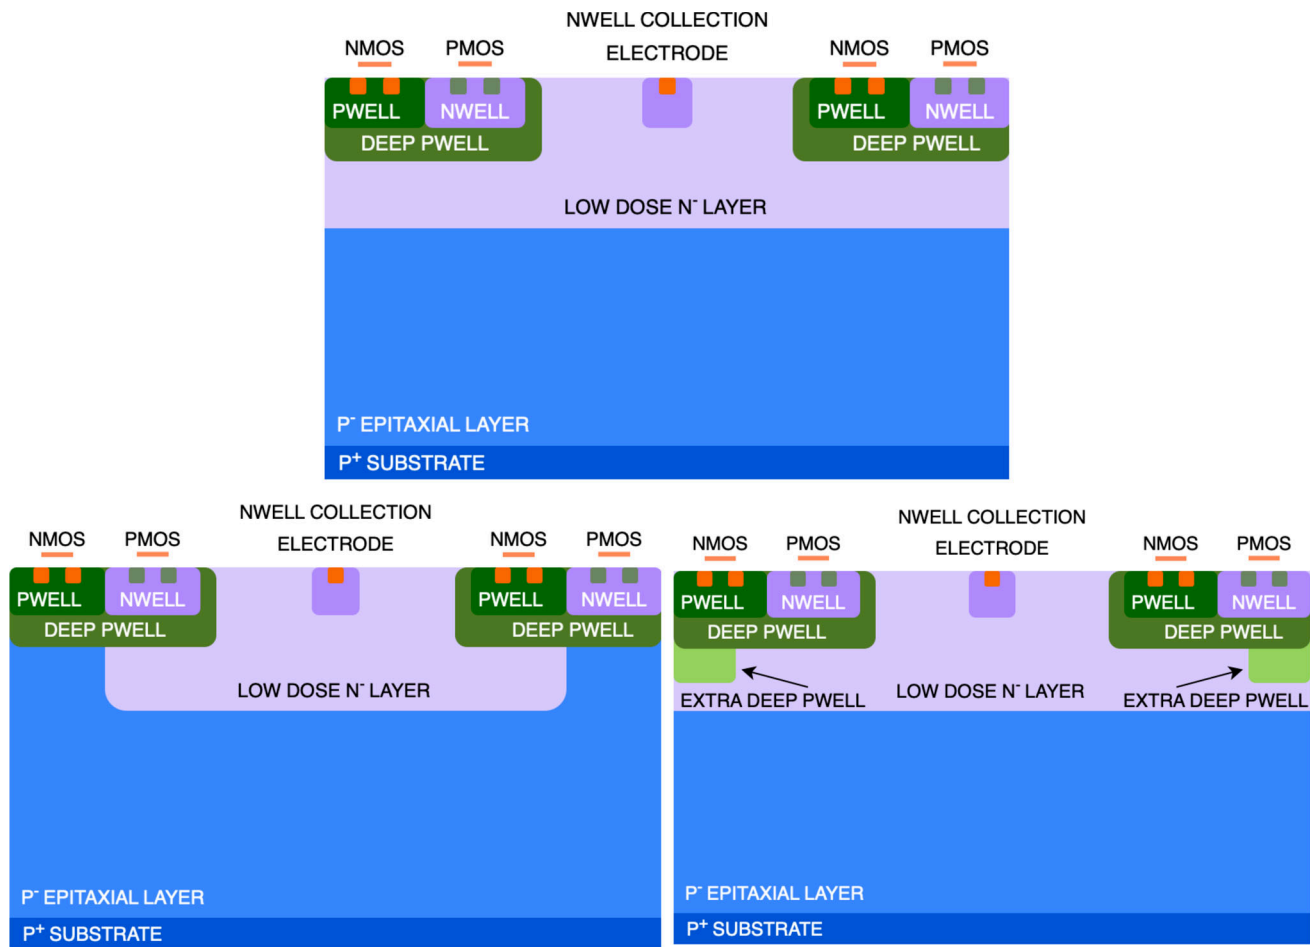 NWELL COLLECTION
ELECTRODE
NMOS PMOS NMOS PMOS
PWELL NWELL PWELL NWELL
DEEP PWELL DEEP PWELL
LOW DOSE N⁻ LAYER
P⁻ EPITAXIAL LAYER
P⁺ SUBSTRATE
NWELL COLLECTION
ELECTRODE
NMOS PMOS NMOS PMOS
PWELL NWELL PWELL NWELL
DEEP PWELL DEEP PWELL
LOW DOSE N⁻ LAYER
P⁻ EPITAXIAL LAYER
P⁺ SUBSTRATE
NWELL COLLECTION
ELECTRODE
NMOS PMOS NMOS PMOS
PWELL NWELL PWELL NWELL
DEEP PWELL DEEP PWELL
EXTRA DEEP PWELL LOW DOSE N⁻ LAYER EXTRA DEEP PWELL
P⁻ EPITAXIAL LAYER
P⁺ SUBSTRATE